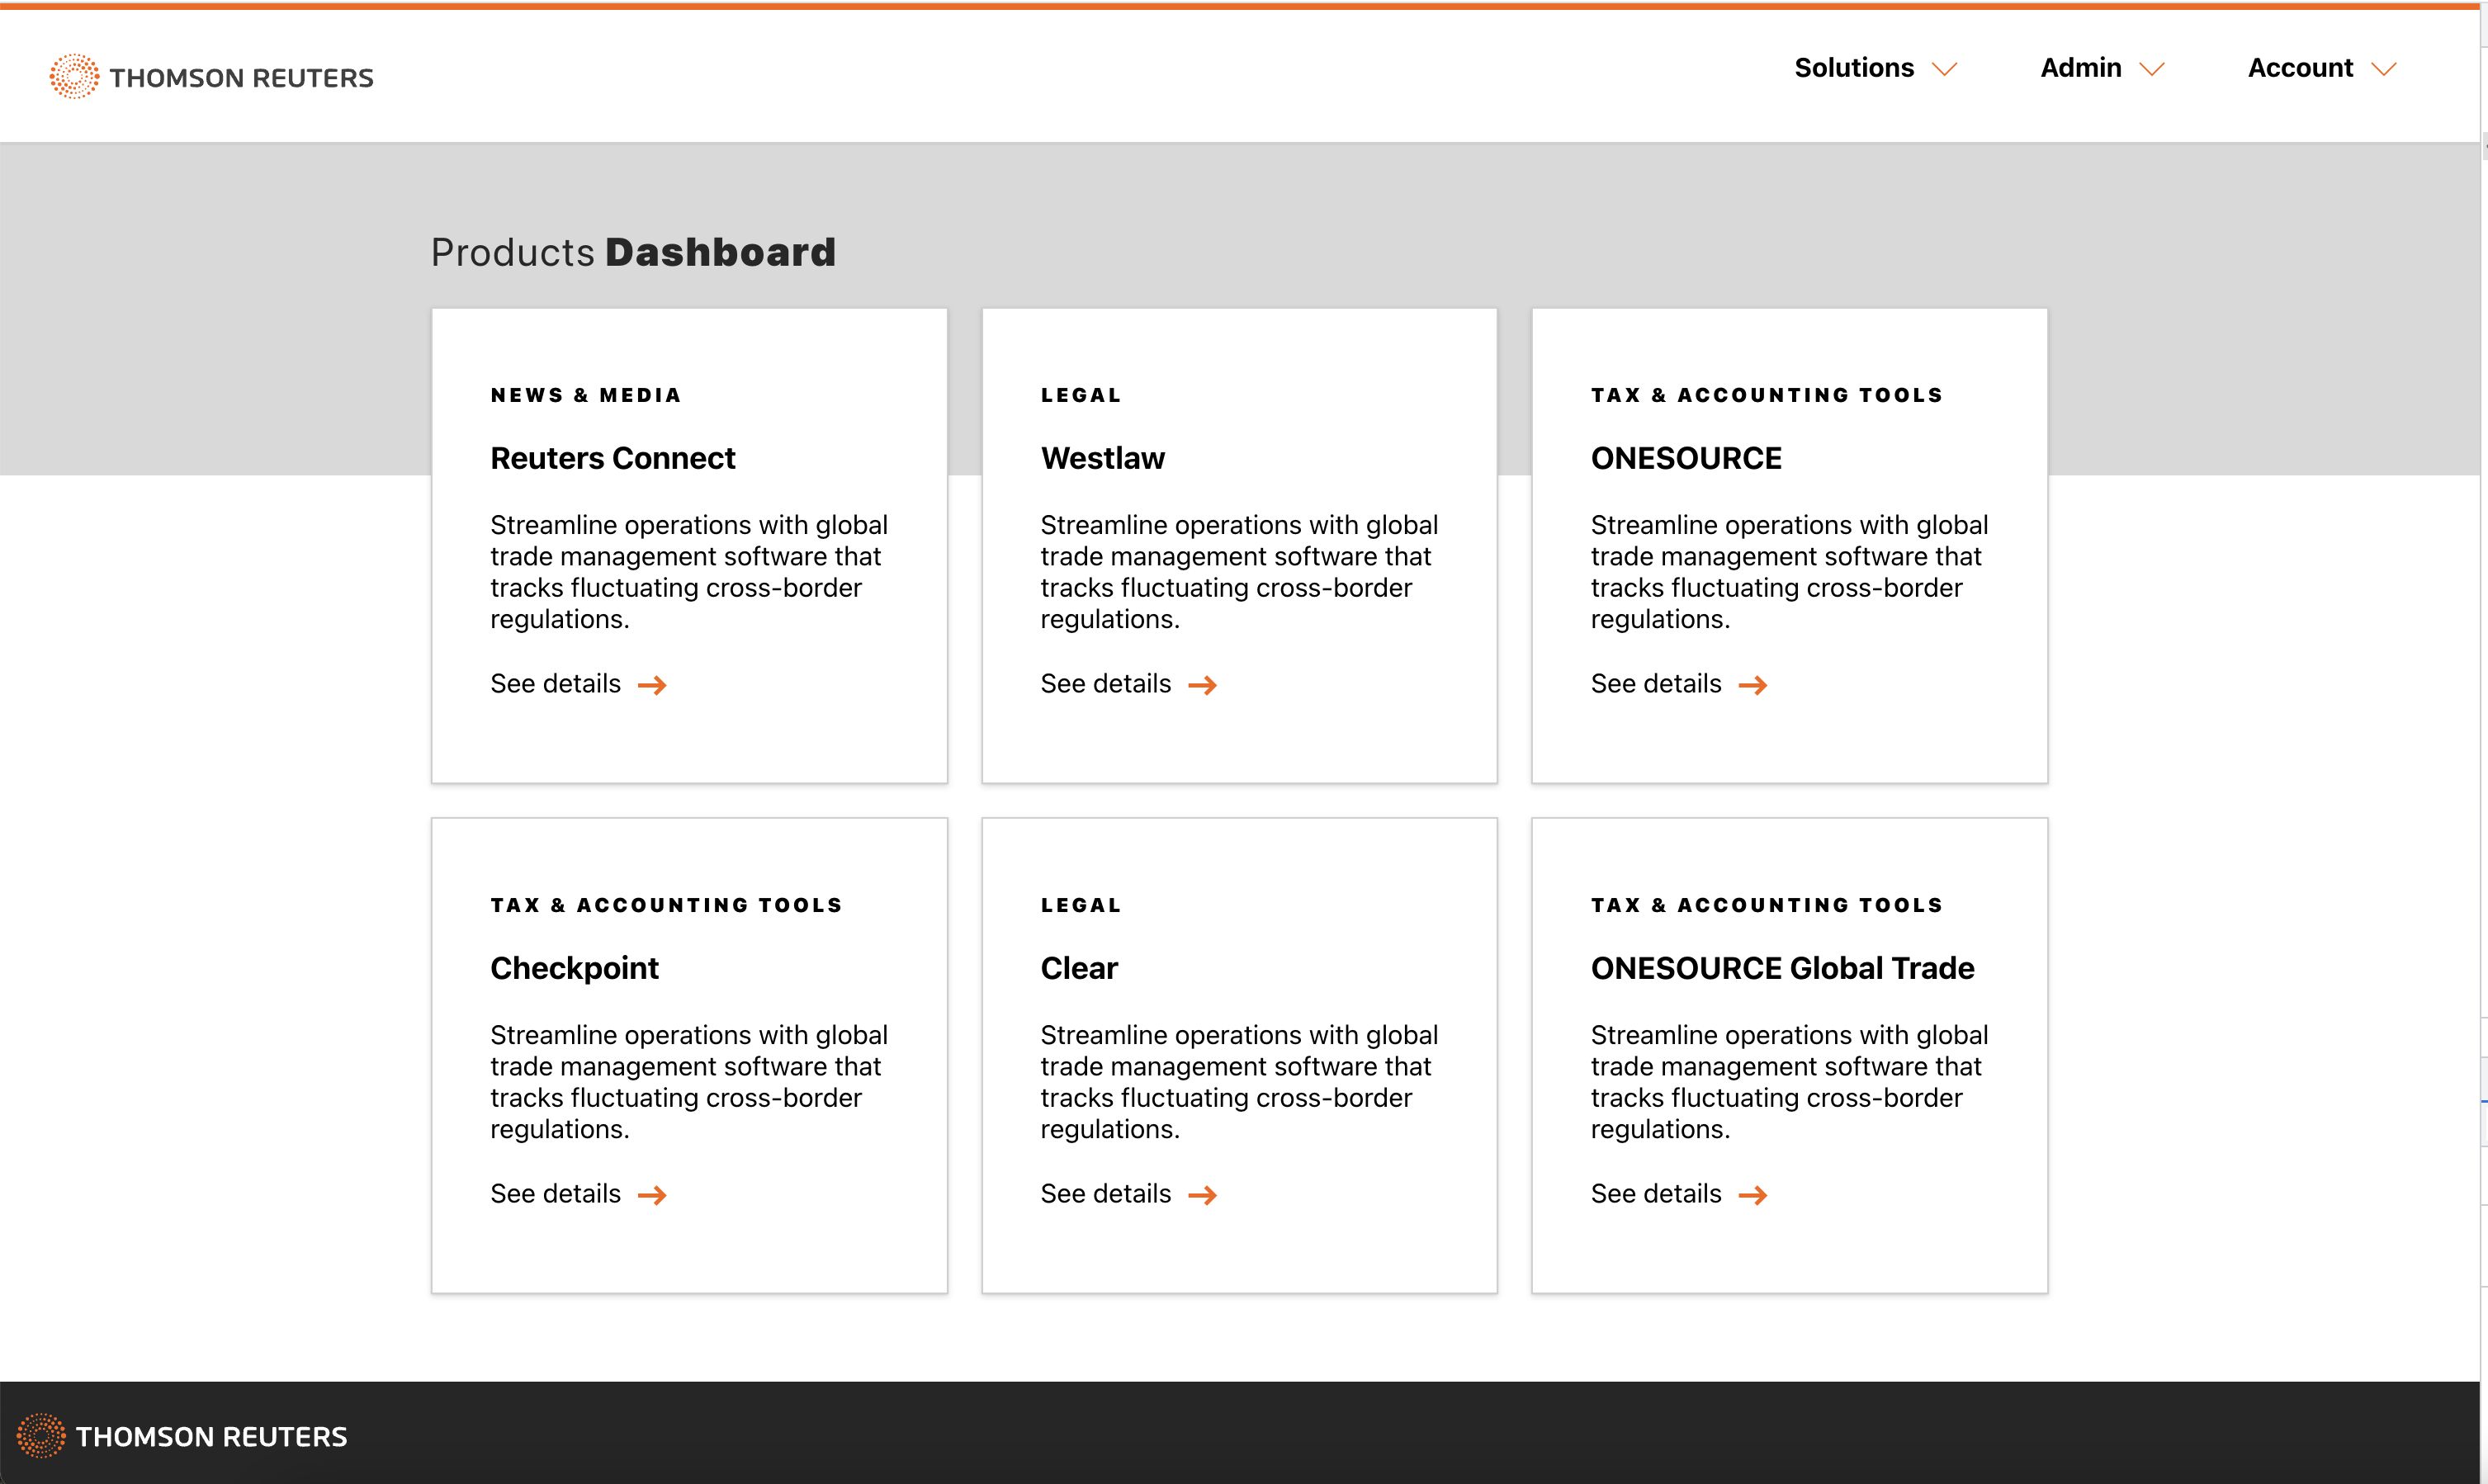 THOMSON REUTERS
Solutions Admin Account
Products Dashboard
NEWS & MEDIA
Reuters Connect
Streamline operations with global
trade management software that
tracks fluctuating cross-border
regulations.
See details
LEGAL
Westlaw
Streamline operations with global
trade management software that
tracks fluctuating cross-border
regulations.
See details
TAX & ACCOUNTING TOOLS
ONESOURCE
Streamline operations with global
trade management software that
tracks fluctuating cross-border
regulations.
See details
TAX & ACCOUNTING TOOLS
Checkpoint
Streamline operations with global
trade management software that
tracks fluctuating cross-border
regulations.
See details
LEGAL
Clear
Streamline operations with global
trade management software that
tracks fluctuating cross-border
regulations.
See details
TAX & ACCOUNTING TOOLS
ONESOURCE Global Trade
Streamline operations with global
trade management software that
tracks fluctuating cross-border
regulations.
See details
THOMSON REUTERS